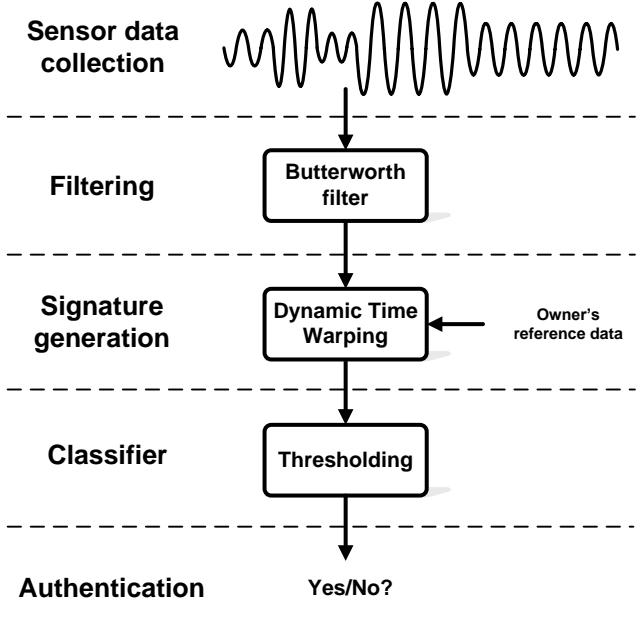 Sensor data
collection
Filtering
Butterworth
filter
Signature
generation
Dynamic Time
Warping
Owner's
reference data
Classifier
Thresholding
Authentication
Yes/No?